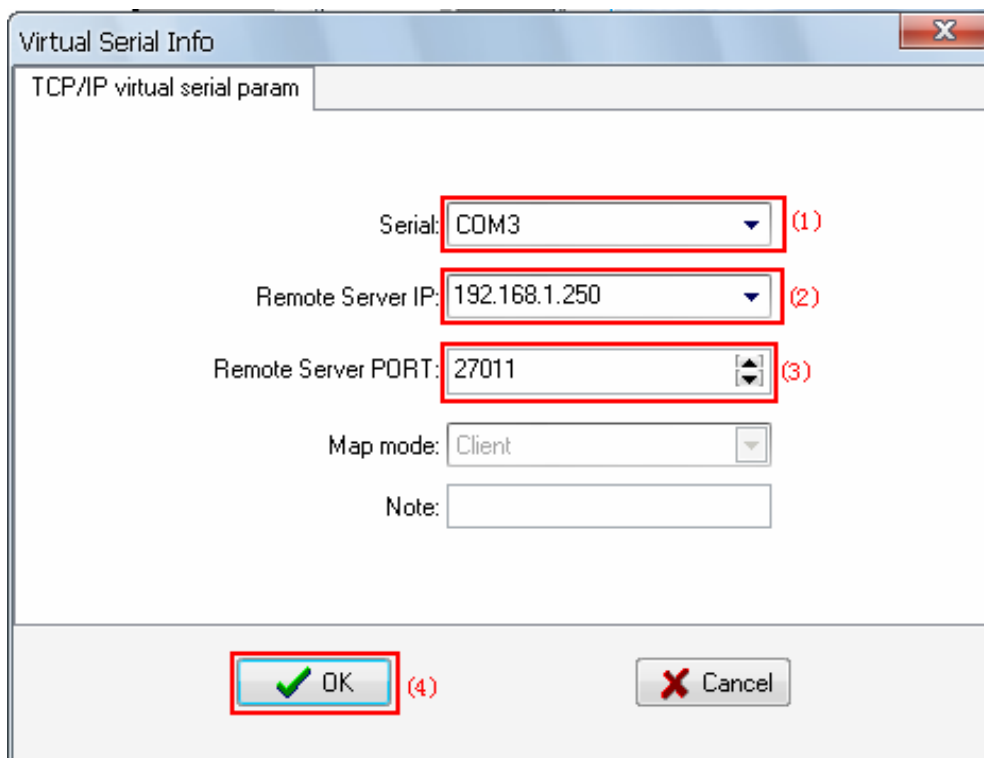 Virtual Serial Info
TCP/IP virtual serial param
Serial: COM3 (1)
Remote Server IP: 192.168.1.250 (2)
Remote Server PORT: 27011 (3)
Map mode: Client
Note:
OK (4) Cancel